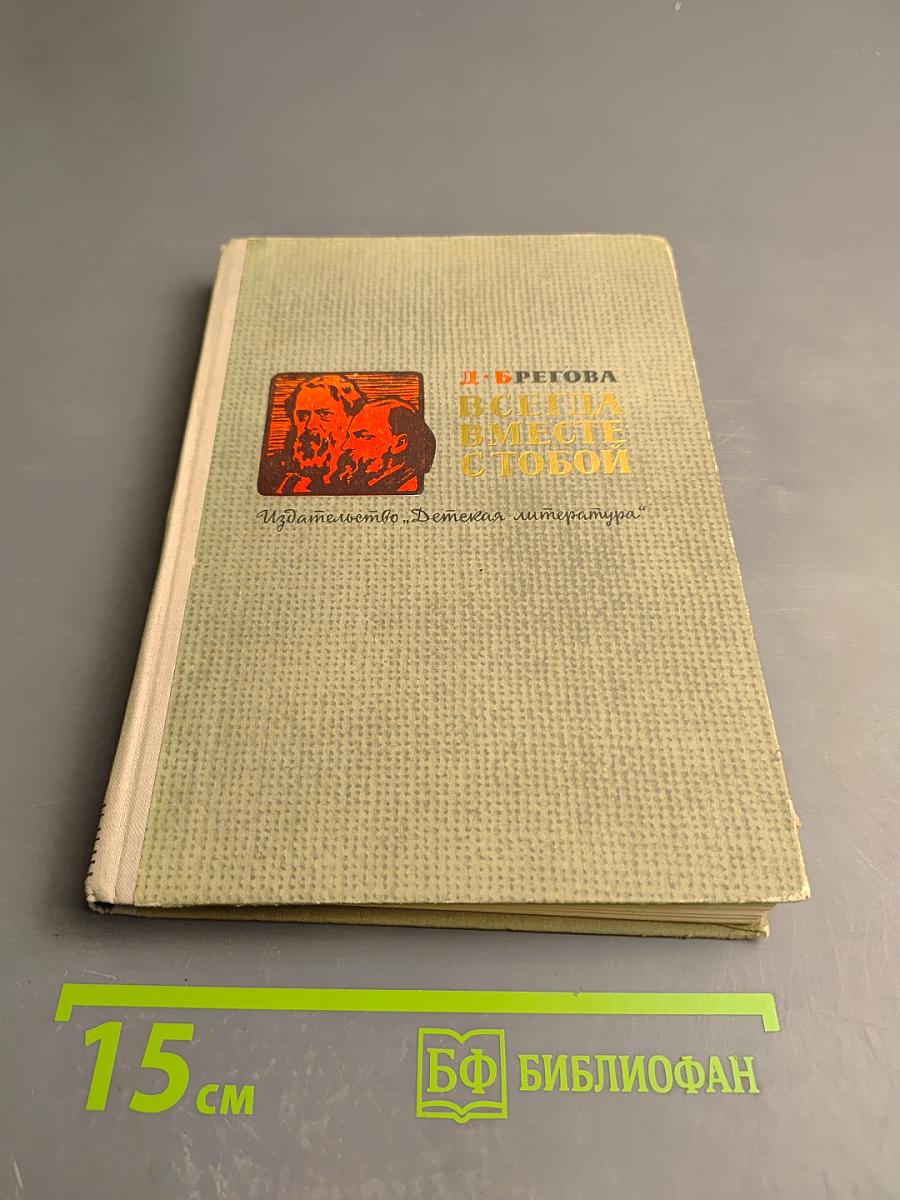 Д·БРЕГОВА
ВСЕГДА
ВМЕСТЕ
С ТОБОЙ
Издательство „Детская литература“
15 см
БФ БИБЛИОФАН